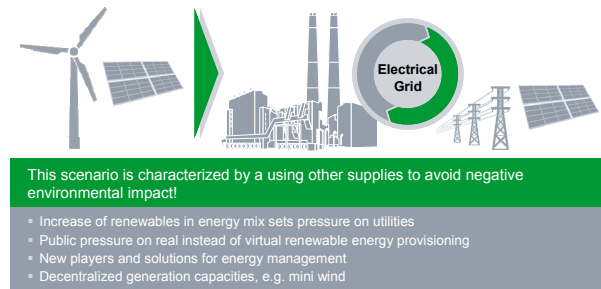 Electrical
Grid
This scenario is characterized by a using other supplies to avoid negative
environmental impact!
▪ Increase of renewables in energy mix sets pressure on utilities
▪ Public pressure on real instead of virtual renewable energy provisioning
▪ New players and solutions for energy management
▪ Decentralized generation capacities, e.g. mini wind